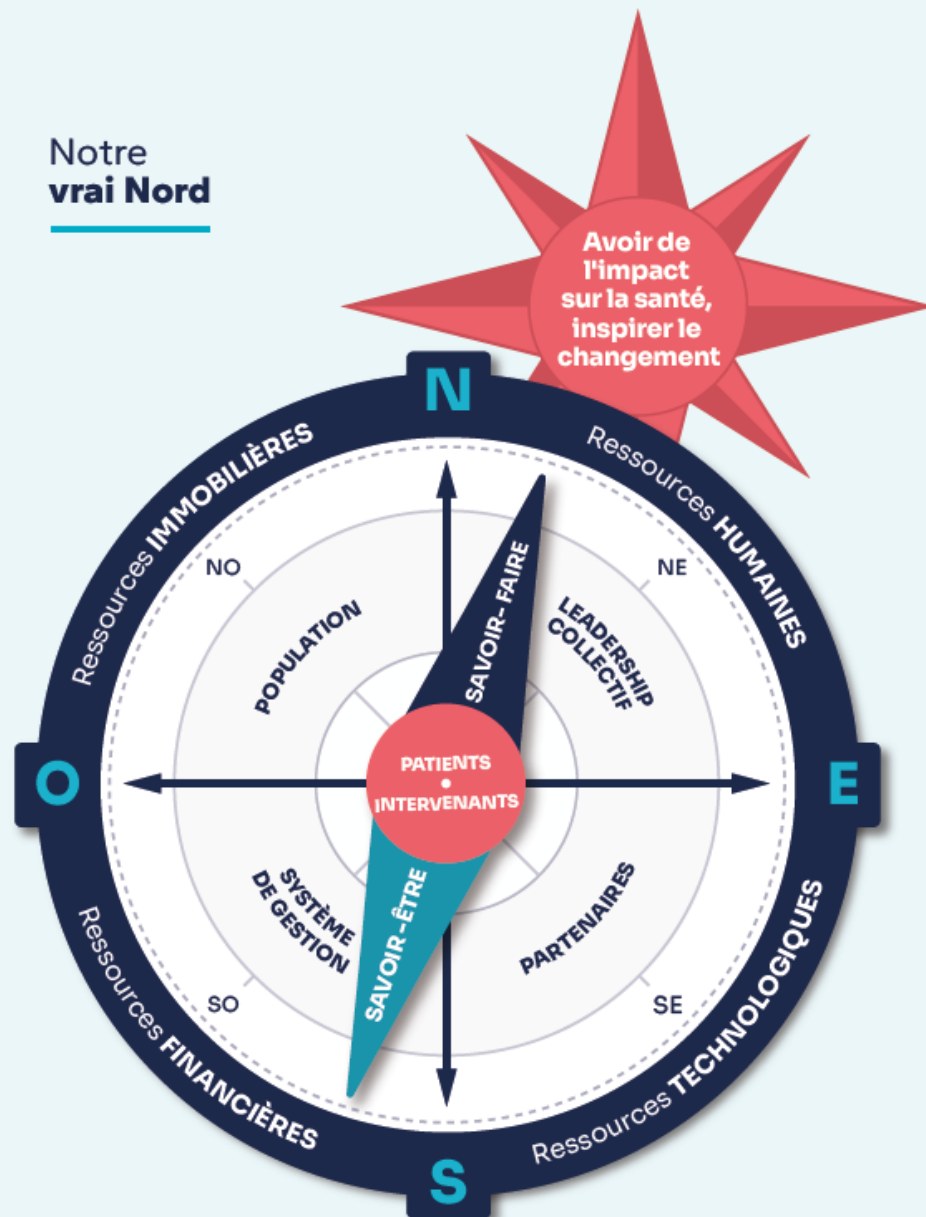 Notre
vrai Nord
Avoir de
l'impact
sur la santé,
inspirer le
changement
N
Ressources IMMOBILIÈRES
Ressources HUMAINES
NO
NE
POPULATION
SAVOIR-FAIRE
LEADERSHIP
COLLECTIF
O
PATIENTS
INTERVENANTS
E
SYSTÈME
DE GESTION
SAVOIR-ÊTRE
PARTENAIRES
SO
SE
Ressources FINANCIÈRES
Ressources TECHNOLOGIQUES
S